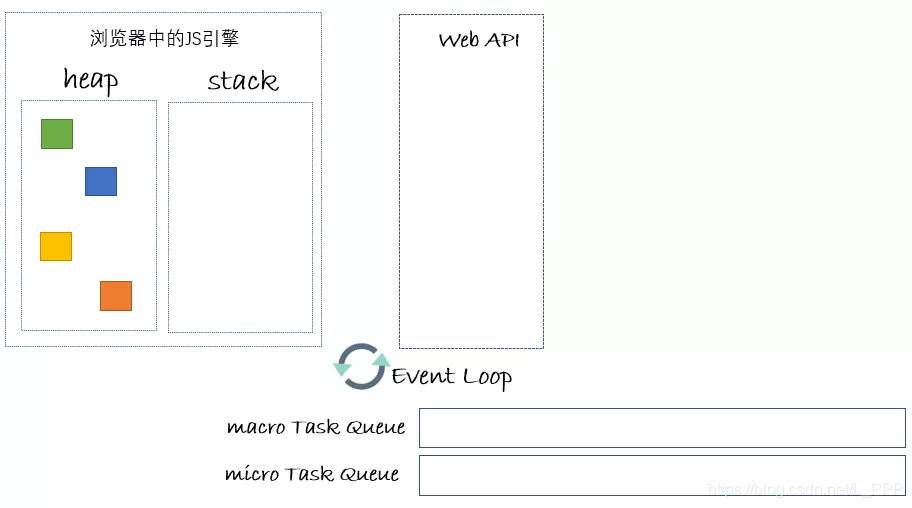 浏览器中的JS引擎
Web API
heap
stack
Event Loop
macro Task Queue
micro Task Queue
https://blog.csdn.net/L_PPP